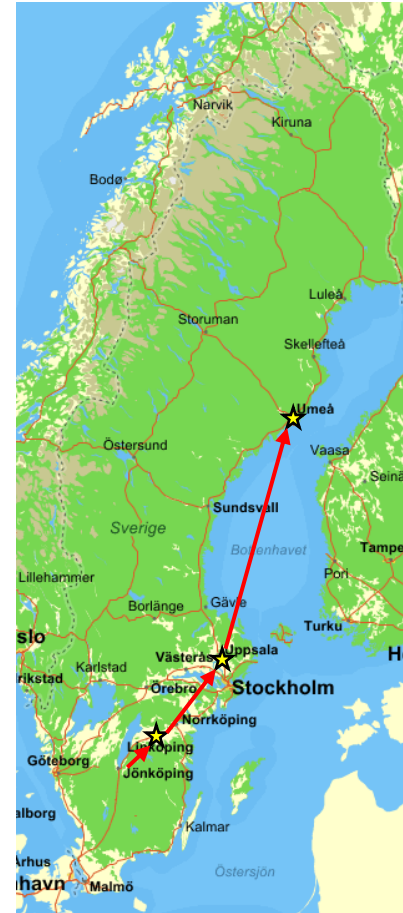 Narvik
Kiruna
Bodø
Luleå
Storuman
Skellefteå
Umeå
Östersund
Vaasa
Seinä
Sundsvall
Sverige
Bottenhavet
Tampe
Pori
Lillehammer
Borlänge
Gävle
Turku
slo
Uppsala
He
Västerås
Karlstad
rikstad
Örebro
Stockholm
Norrköping
Linköping
Göteborg
Jönköping
alborg
Kalmar
Århus
Östersjön
havn
Malmö